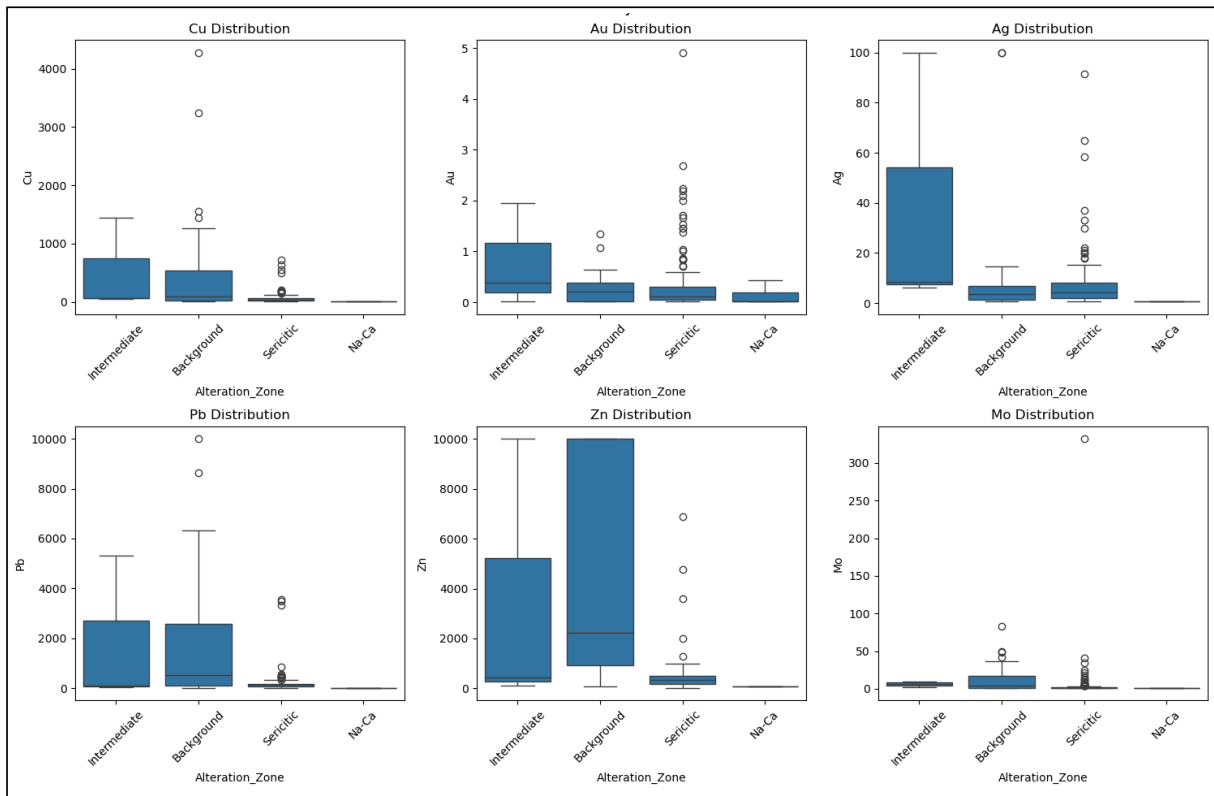 Cu Distribution
Au Distribution
Ag Distribution
4000
3000
2000
1000
0
Cu
Intermediate
Background
Sericitic
Na-Ca
Alteration_Zone
5
4
3
2
1
0
Au
Intermediate
Background
Sericitic
Na-Ca
Alteration_Zone
100
80
60
40
20
0
Ag
Intermediate
Background
Sericitic
Na-Ca
Alteration_Zone
Pb Distribution
Zn Distribution
Mo Distribution
10000
8000
6000
4000
2000
0
Pb
Intermediate
Background
Sericitic
Na-Ca
Alteration_Zone
10000
8000
6000
4000
2000
0
Zn
Intermediate
Background
Sericitic
Na-Ca
Alteration_Zone
300
250
200
150
100
50
0
Mo
Intermediate
Background
Sericitic
Na-Ca
Alteration_Zone